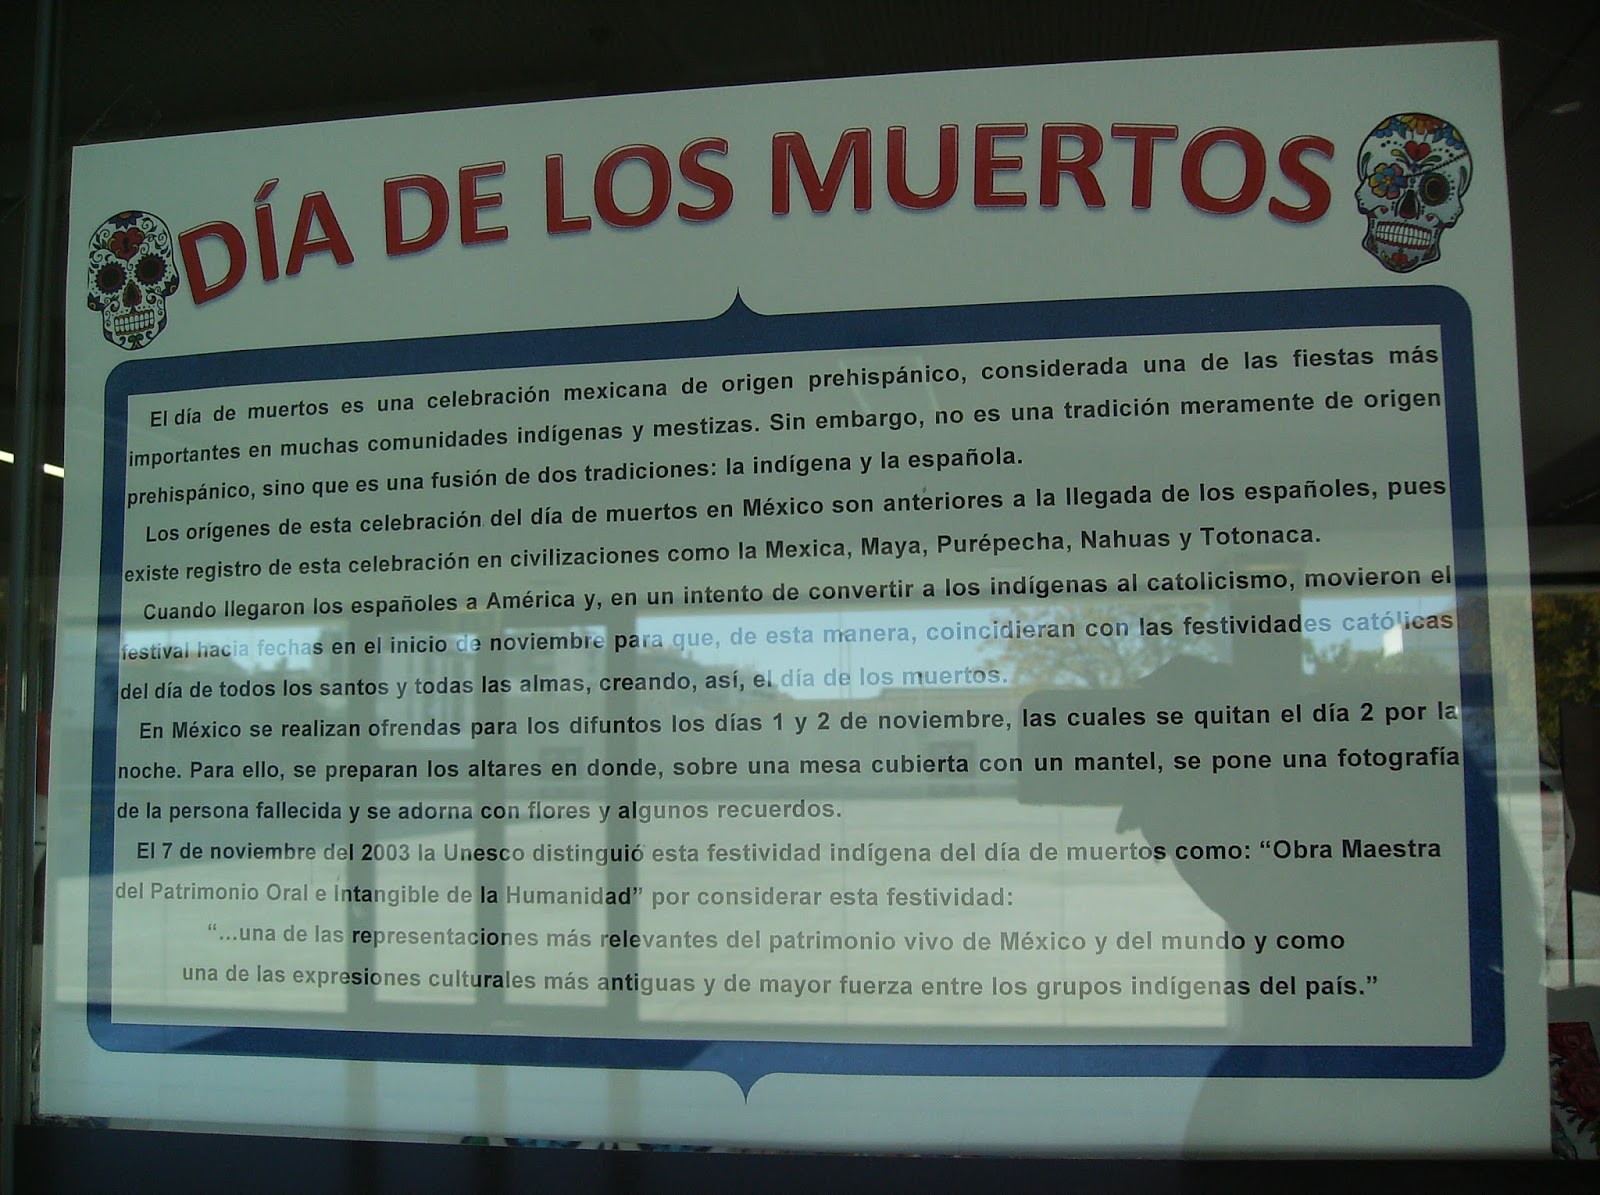 DÍA DE LOS MUERTOS
El día de muertos es una celebración mexicana de origen prehispánico, considerada una de las fiestas más
importantes en muchas comunidades indígenas y mestizas. Sin embargo, no es una tradición meramente de origen
prehispánico, sino que es una fusión de dos tradiciones: la indígena y la española.
Los orígenes de esta celebración del día de muertos en México son anteriores a la llegada de los españoles, pues
existe registro de esta celebración en civilizaciones como la Mexica, Maya, Purépecha, Nahuas y Totonaca.
Cuando llegaron los españoles a América y, en un intento de convertir a los indígenas al catolicismo, movieron el
festival hacia fechas en el inicio de noviembre para que, de esta manera, coincidieran con las festividades católicas
del día de todos los santos y todas las almas, creando, así, el día de los muertos.
En México se realizan ofrendas para los difuntos los días 1 y 2 de noviembre, las cuales se quitan el día 2 por la
noche. Para ello, se preparan los altares en donde, sobre una mesa cubierta con un mantel, se pone una fotografía
de la persona fallecida y se adorna con flores y algunos recuerdos.
El 7 de noviembre del 2003 la Unesco distinguió esta festividad indígena del día de muertos como: “Obra Maestra
del Patrimonio Oral e Intangible de la Humanidad” por considerar esta festividad:
“...una de las representaciones más relevantes del patrimonio vivo de México y del mundo y como
una de las expresiones culturales más antiguas y de mayor fuerza entre los grupos indígenas del país.”